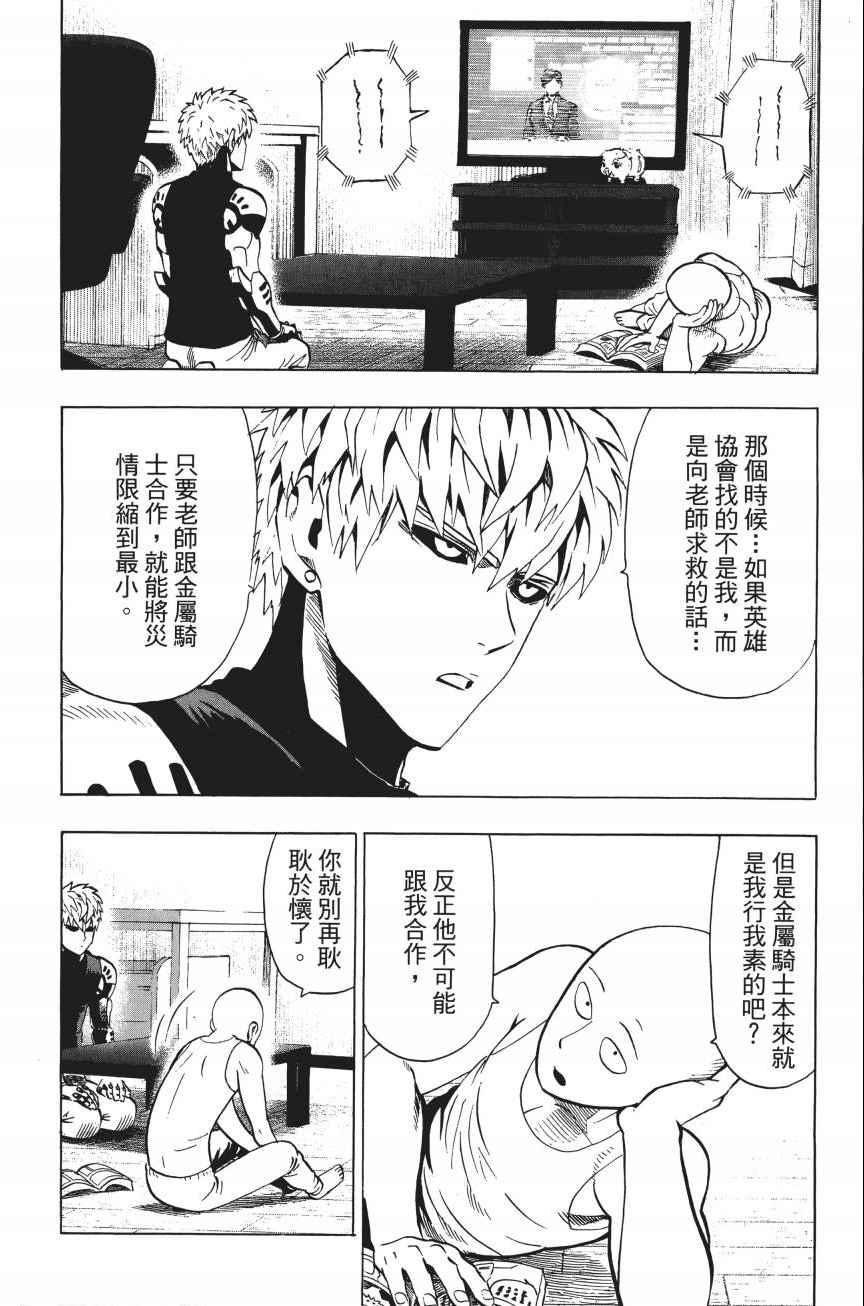 那個時候…如果英雄
協會找的不是我，而
是向老師求救的話…
只要老師跟金屬騎
士合作，就能將災
情限縮到最小。
但是金屬騎士本來就
是我行我素的吧？
反正他不可能
跟我合作，
你就別再耿
耿於懷了。